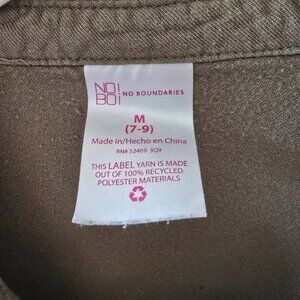 NO!
BO!
NO BOUNDARIES
M
(7-9)
Made in/Hecho en China
RN# 52469 3Q9
THIS LABEL YARN IS MADE
OUT OF 100% RECYCLED
POLYESTER MATERIALS